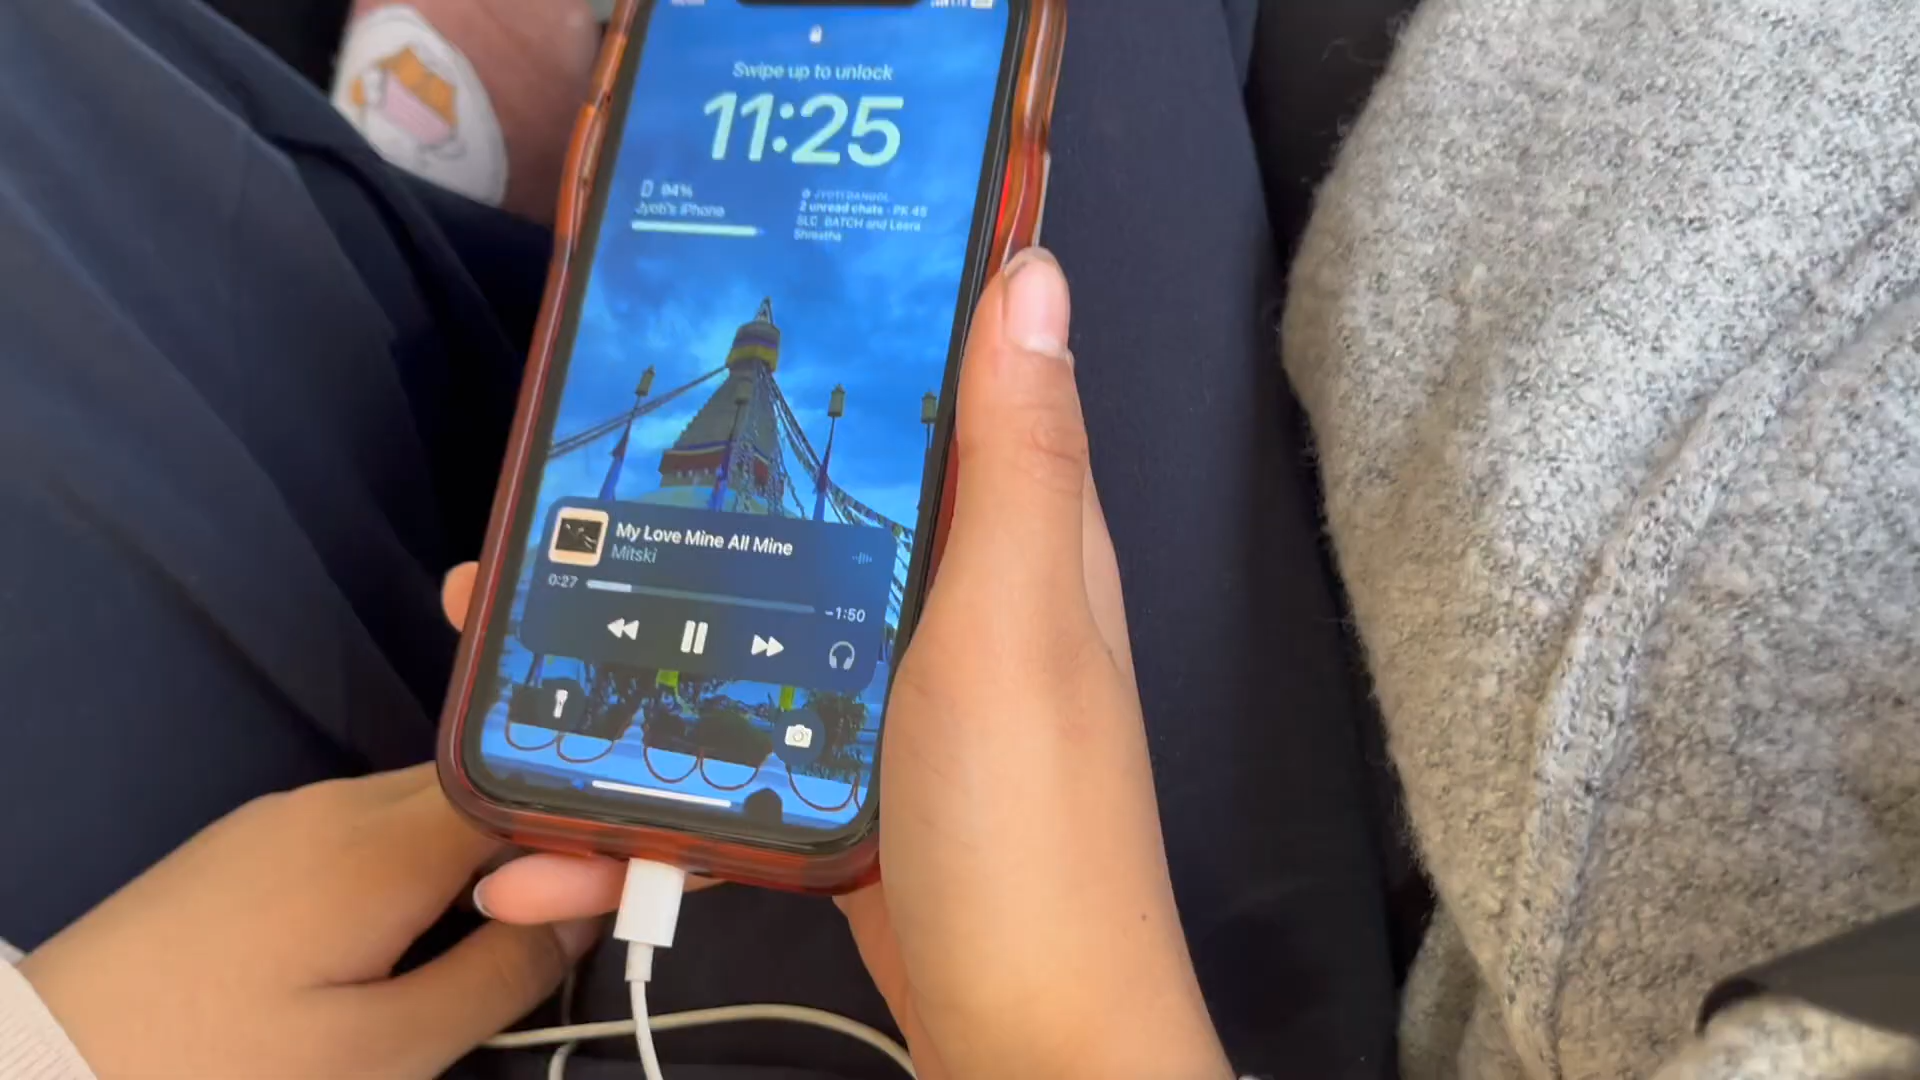 Swipe up to unlock
11:25
94%
Jyoti's iPhone
2 unread chats · PK 45
SLC BATCH and Leera
Shrestha
My Love Mine All Mine
Mitski
0:27
-1:50